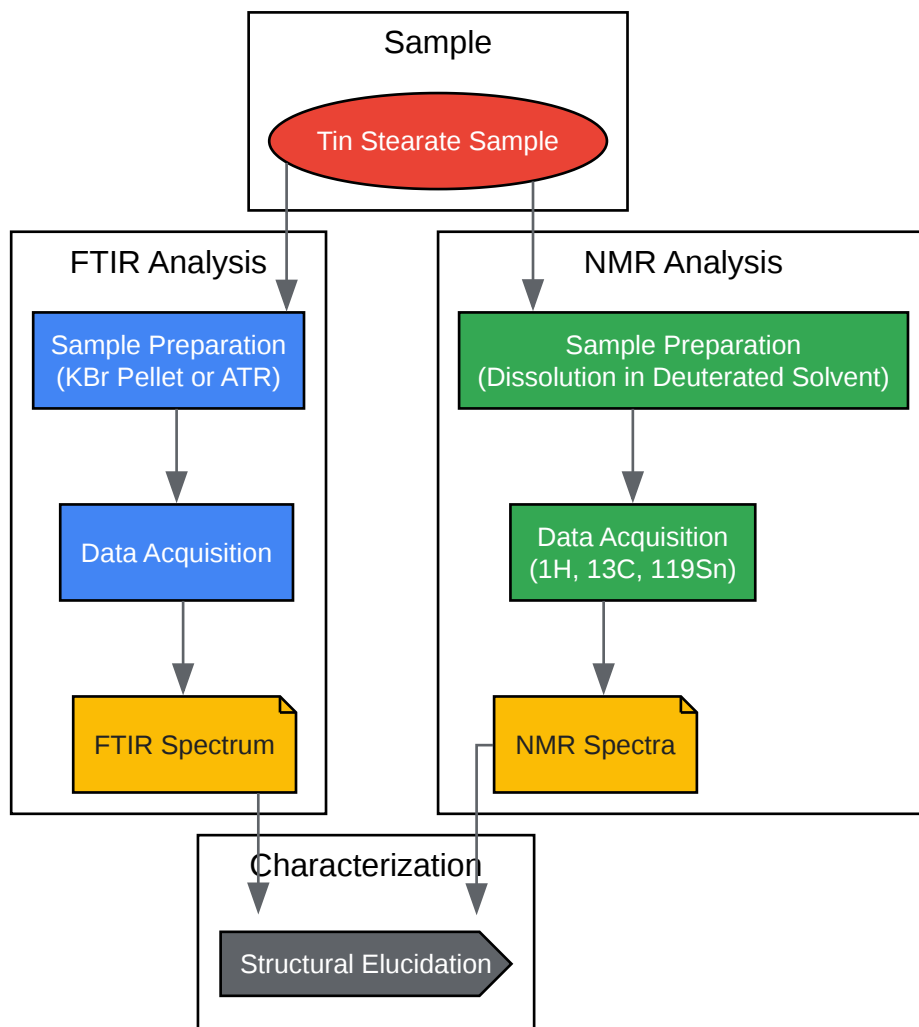 Sample
Tin Stearate Sample
FTIR Analysis
Sample Preparation
(KBr Pellet or ATR)
Data Acquisition
FTIR Spectrum
NMR Analysis
Sample Preparation
(Dissolution in Deuterated Solvent)
Data Acquisition
(1H, 13C, 119Sn)
NMR Spectra
Characterization
Structural Elucidation